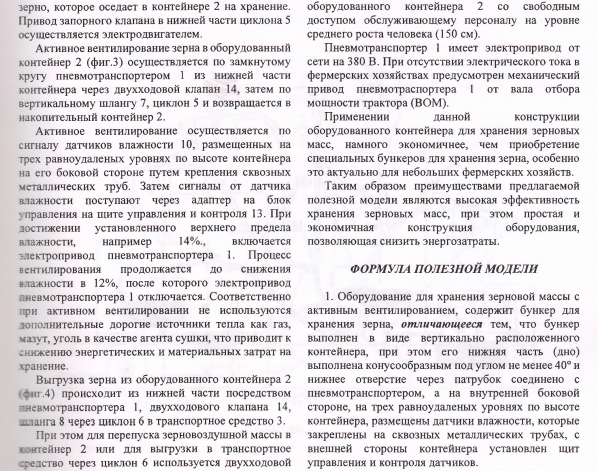 зерно, которое оседает в контейнере 2 на хранение.
Привод запорного клапана в нижней части циклона 5
осуществляется электродвигателем.
Активное вентилирование зерна в оборудованный
контейнер 2 (фиг.3) осуществляется по замкнутому
кругу пневмотранспортером 1 из нижней части
контейнера через двухходовой клапан 14, затем по
вертикальному шлангу 7, циклон 5 и возвращается в
накопительный контейнер 2.
Активное вентилирование осуществляется по
сигналу датчиков влажности 10, размещенных на
трех равноудаленых уровнях по высоте контейнера
на его боковой стороне путем крепления сквозных
металлических труб. Затем сигналы от датчика
влажности поступают через адаптер на блок
управления на щите управления и контроля 13. При
достижении установленного верхнего предела
влажности, например 14%., включается
электропривод пневмотранспортера 1. Процесс
вентилирования продолжается до снижения
влажности в 12%, после которого электропривод
пневмотранспортера 1 отключается. Соответственно
при активном вентилировании не используются
дополнительные дорогие источники тепла как газ,
мазут, уголь в качестве агента сушки, что приводит к
снижению энергетических и материальных затрат на
хранение.
Выгрузка зерна из оборудованного контейнера 2
(фиг.4) происходит из нижней части посредством
пневмотранспортера 1, двухходового клапана 14,
шланга 8 через циклон 6 в транспортное средство 3.
При этом для перепуска зерновоздушной массы в
контейнер 2 или для выгрузки в транспортное
средство через циклон 6 используется двухходовой
оборудованного контейнера 2 со свободным
доступом обслуживающему персоналу на уровне
среднего роста человека (150 см).
Пневмотранспортер 1 имеет электропривод от
сети на 380 В. При отсутствии электрического тока в
фермерских хозяйствах предусмотрен механический
привод пневмотраспортера 1 от вала отбора
мощности трактора (ВОМ).
Применении данной конструкции
оборудованного контейнера для хранения зерновых
масс, намного экономичнее, чем приобретение
специальных бункеров для хранения зерна, особенно
это актуально для небольших фермерских хозяйств.
Таким образом преимуществами предлагаемой
полезной модели являются высокая эффективность
хранения зерновых масс, при этом простая и
экономичная конструкция оборудования,
позволяющая снизить энергозатраты.
ФОРМУЛА ПОЛЕЗНОЙ МОДЕЛИ
1. Оборудование для хранения зерновой массы с
активным вентилированием, содержит бункер для
хранения зерна, отличающееся тем, что бункер
выполнен в виде вертикально расположенного
контейнера, при этом его нижняя часть (дно)
выполнена конусообразным под углом не менее 40º и
нижнее отверстие через патрубок соединено с
пневмотранспортером, а на внутренней боковой
стороне, на трех равноудаленых уровнях по высоте
контейнера, размещены датчики влажности, которые
закреплены на сквозных металлических трубах, с
внешней стороны контейнера установлен щит
управления и контроля датчиков.